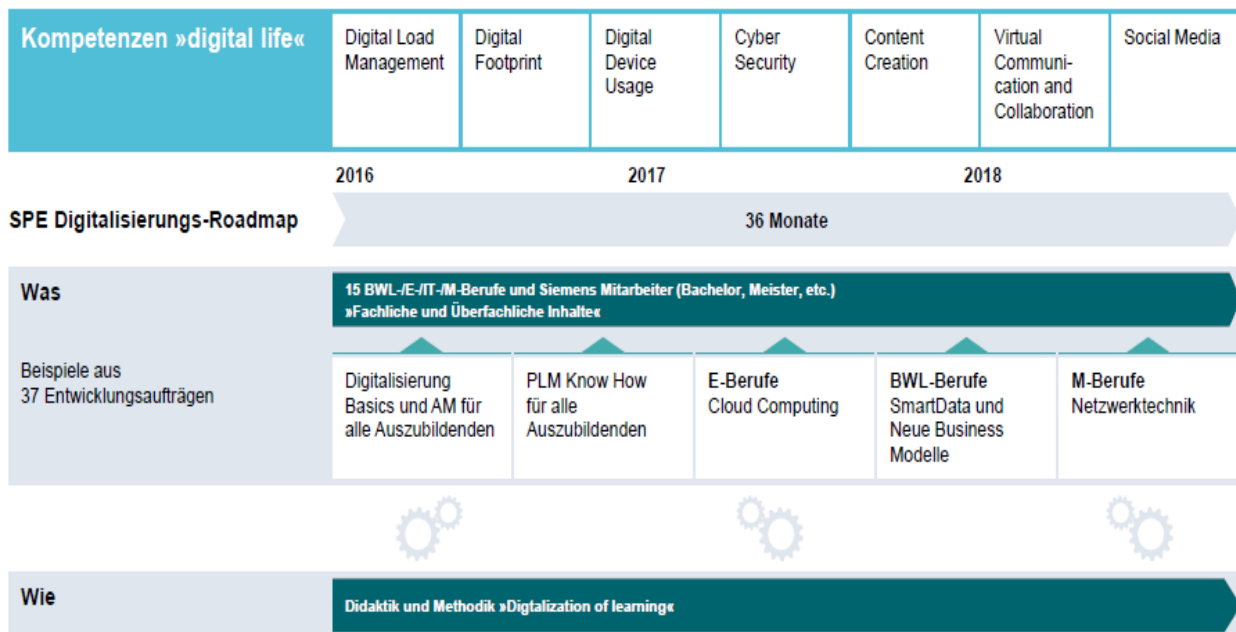 Kompetenzen »digital life«
Digital Load
Management
Digital
Footprint
Digital
Device
Usage
Cyber
Security
Content
Creation
Virtual
Communi-
cation and
Collaboration
Social Media
2016
2017
2018
SPE Digitalisierungs-Roadmap
36 Monate
Was
15 BWL-/E-/IT-/M-Berufe und Siemens Mitarbeiter (Bachelor, Meister, etc.)
»Fachliche und Überfachliche Inhalte«
Beispiele aus
37 Entwicklungsaufträgen
Digitalisierung
Basics und AM für
alle Auszubildenden
PLM Know How
für alle
Auszubildenden
E-Berufe
Cloud Computing
BWL-Berufe
SmartData und
Neue Business
Modelle
M-Berufe
Netzwerktechnik
Wie
Didaktik und Methodik »Digtalization of learning«